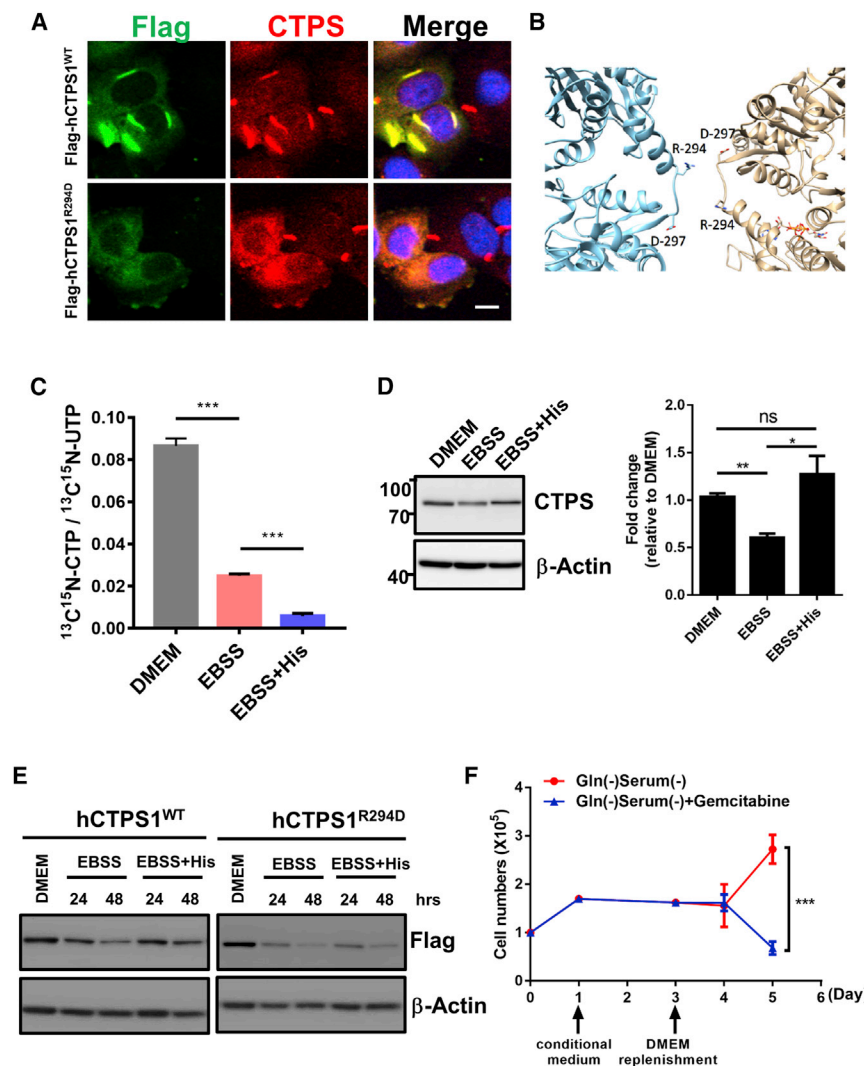 A
Flag
CTPS
Merge
Flag-hCTPS1WT
Flag-hCTPS1R294D
B
D-297
R-294
R-294
D-297
C
13C15N-CTP / 13C15N-UTP
0.10
0.08
0.06
0.04
0.02
0.00
***
***
DMEM
EBSS
EBSS+His
D
DMEM
EBSS
EBSS+His
100
70
CTPS
40
β-Actin
Fold change
(relative to DMEM)
2.0
1.5
1.0
0.5
0.0
ns
**
*
DMEM
EBSS
EBSS+His
E
hCTPS1WT
hCTPS1R294D
DMEM
EBSS
EBSS+His
DMEM
EBSS
EBSS+His
24 48 24 48 24 48 24 48 hrs
Flag
β-Actin
F
Gln(-)Serum(-)
Gln(-)Serum(-)+Gemcitabine
Cell numbers (X105)
4
3
2
1
0
***
0 1 2 3 4 5 6 (Day
conditional
medium
DMEM
replenishment